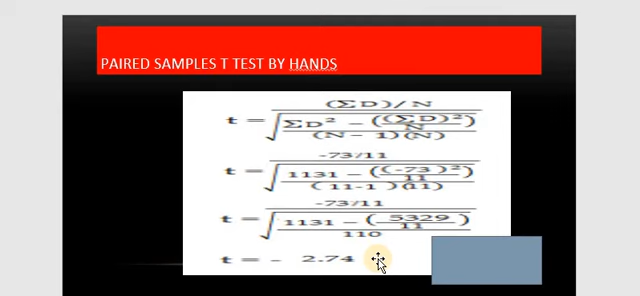 PAIRED SAMPLES T TEST BY HANDS
(ΣD)/N
t = √ ΣD² − ((ΣD)²/N)
(N − 1)(N)
-73/11
t = √ 1131 − ((-73)²/11)
(11-1)(11)
-73/11
t = √ 1131 − (5329/11)
110
t = - 2.74